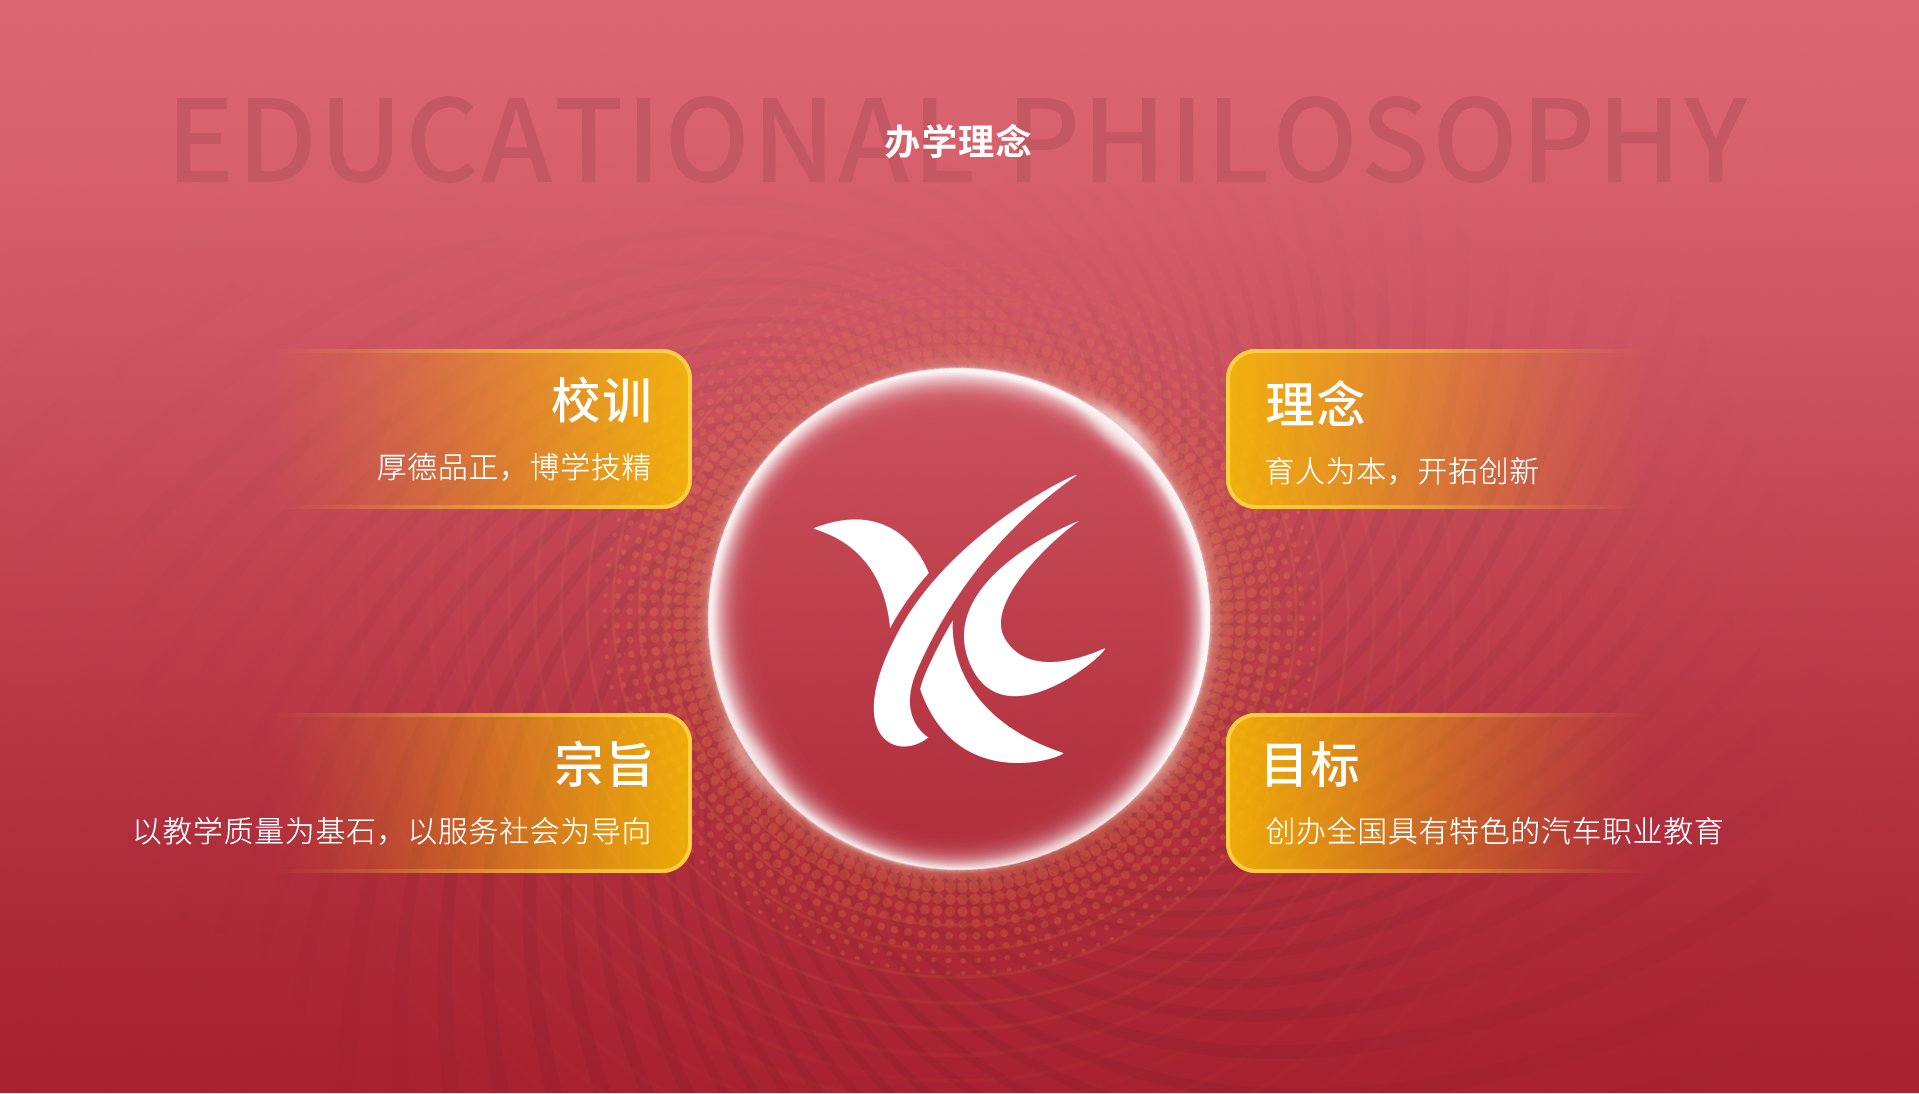 EDUCATIONAL PHILOSOPHY
办学理念
校训
厚德品正，博学技精
理念
育人为本，开拓创新
宗旨
以教学质量为基石，以服务社会为导向
目标
创办全国具有特色的汽车职业教育